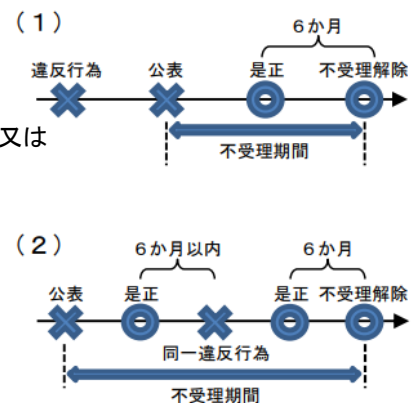 （１）
６か月
違反行為 公表 是正 不受理解除
又は
不受理期間
（２）
６か月以内 ６か月
公表 是正 是正 不受理解除
同一違反行為
不受理期間